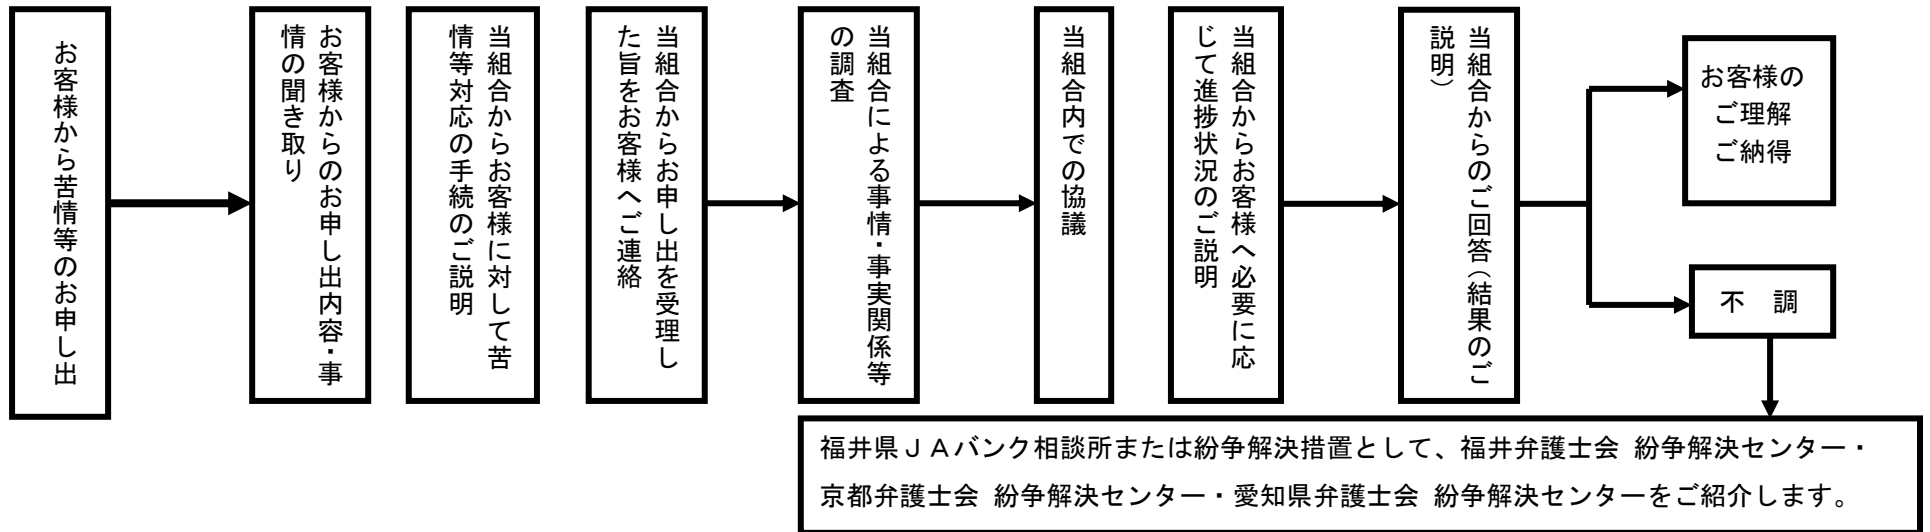 お客様から苦情等のお申し出
お客様からのお申し出内容・事
情の聞き取り
当組合からお客様に対して苦
情等対応の手続のご説明
当組合からお申し出を受理し
た旨をお客様へご連絡
当組合による事情・事実関係等
の調査
当組合内での協議
当組合からお客様へ必要に応
じて進捗状況のご説明
当組合からのご回答（結果のご
説明）
お客様の
ご理解
ご納得
不　調
福井県ＪＡバンク相談所または紛争解決措置として、福井弁護士会 紛争解決センター・
京都弁護士会 紛争解決センター・愛知県弁護士会 紛争解決センターをご紹介します。